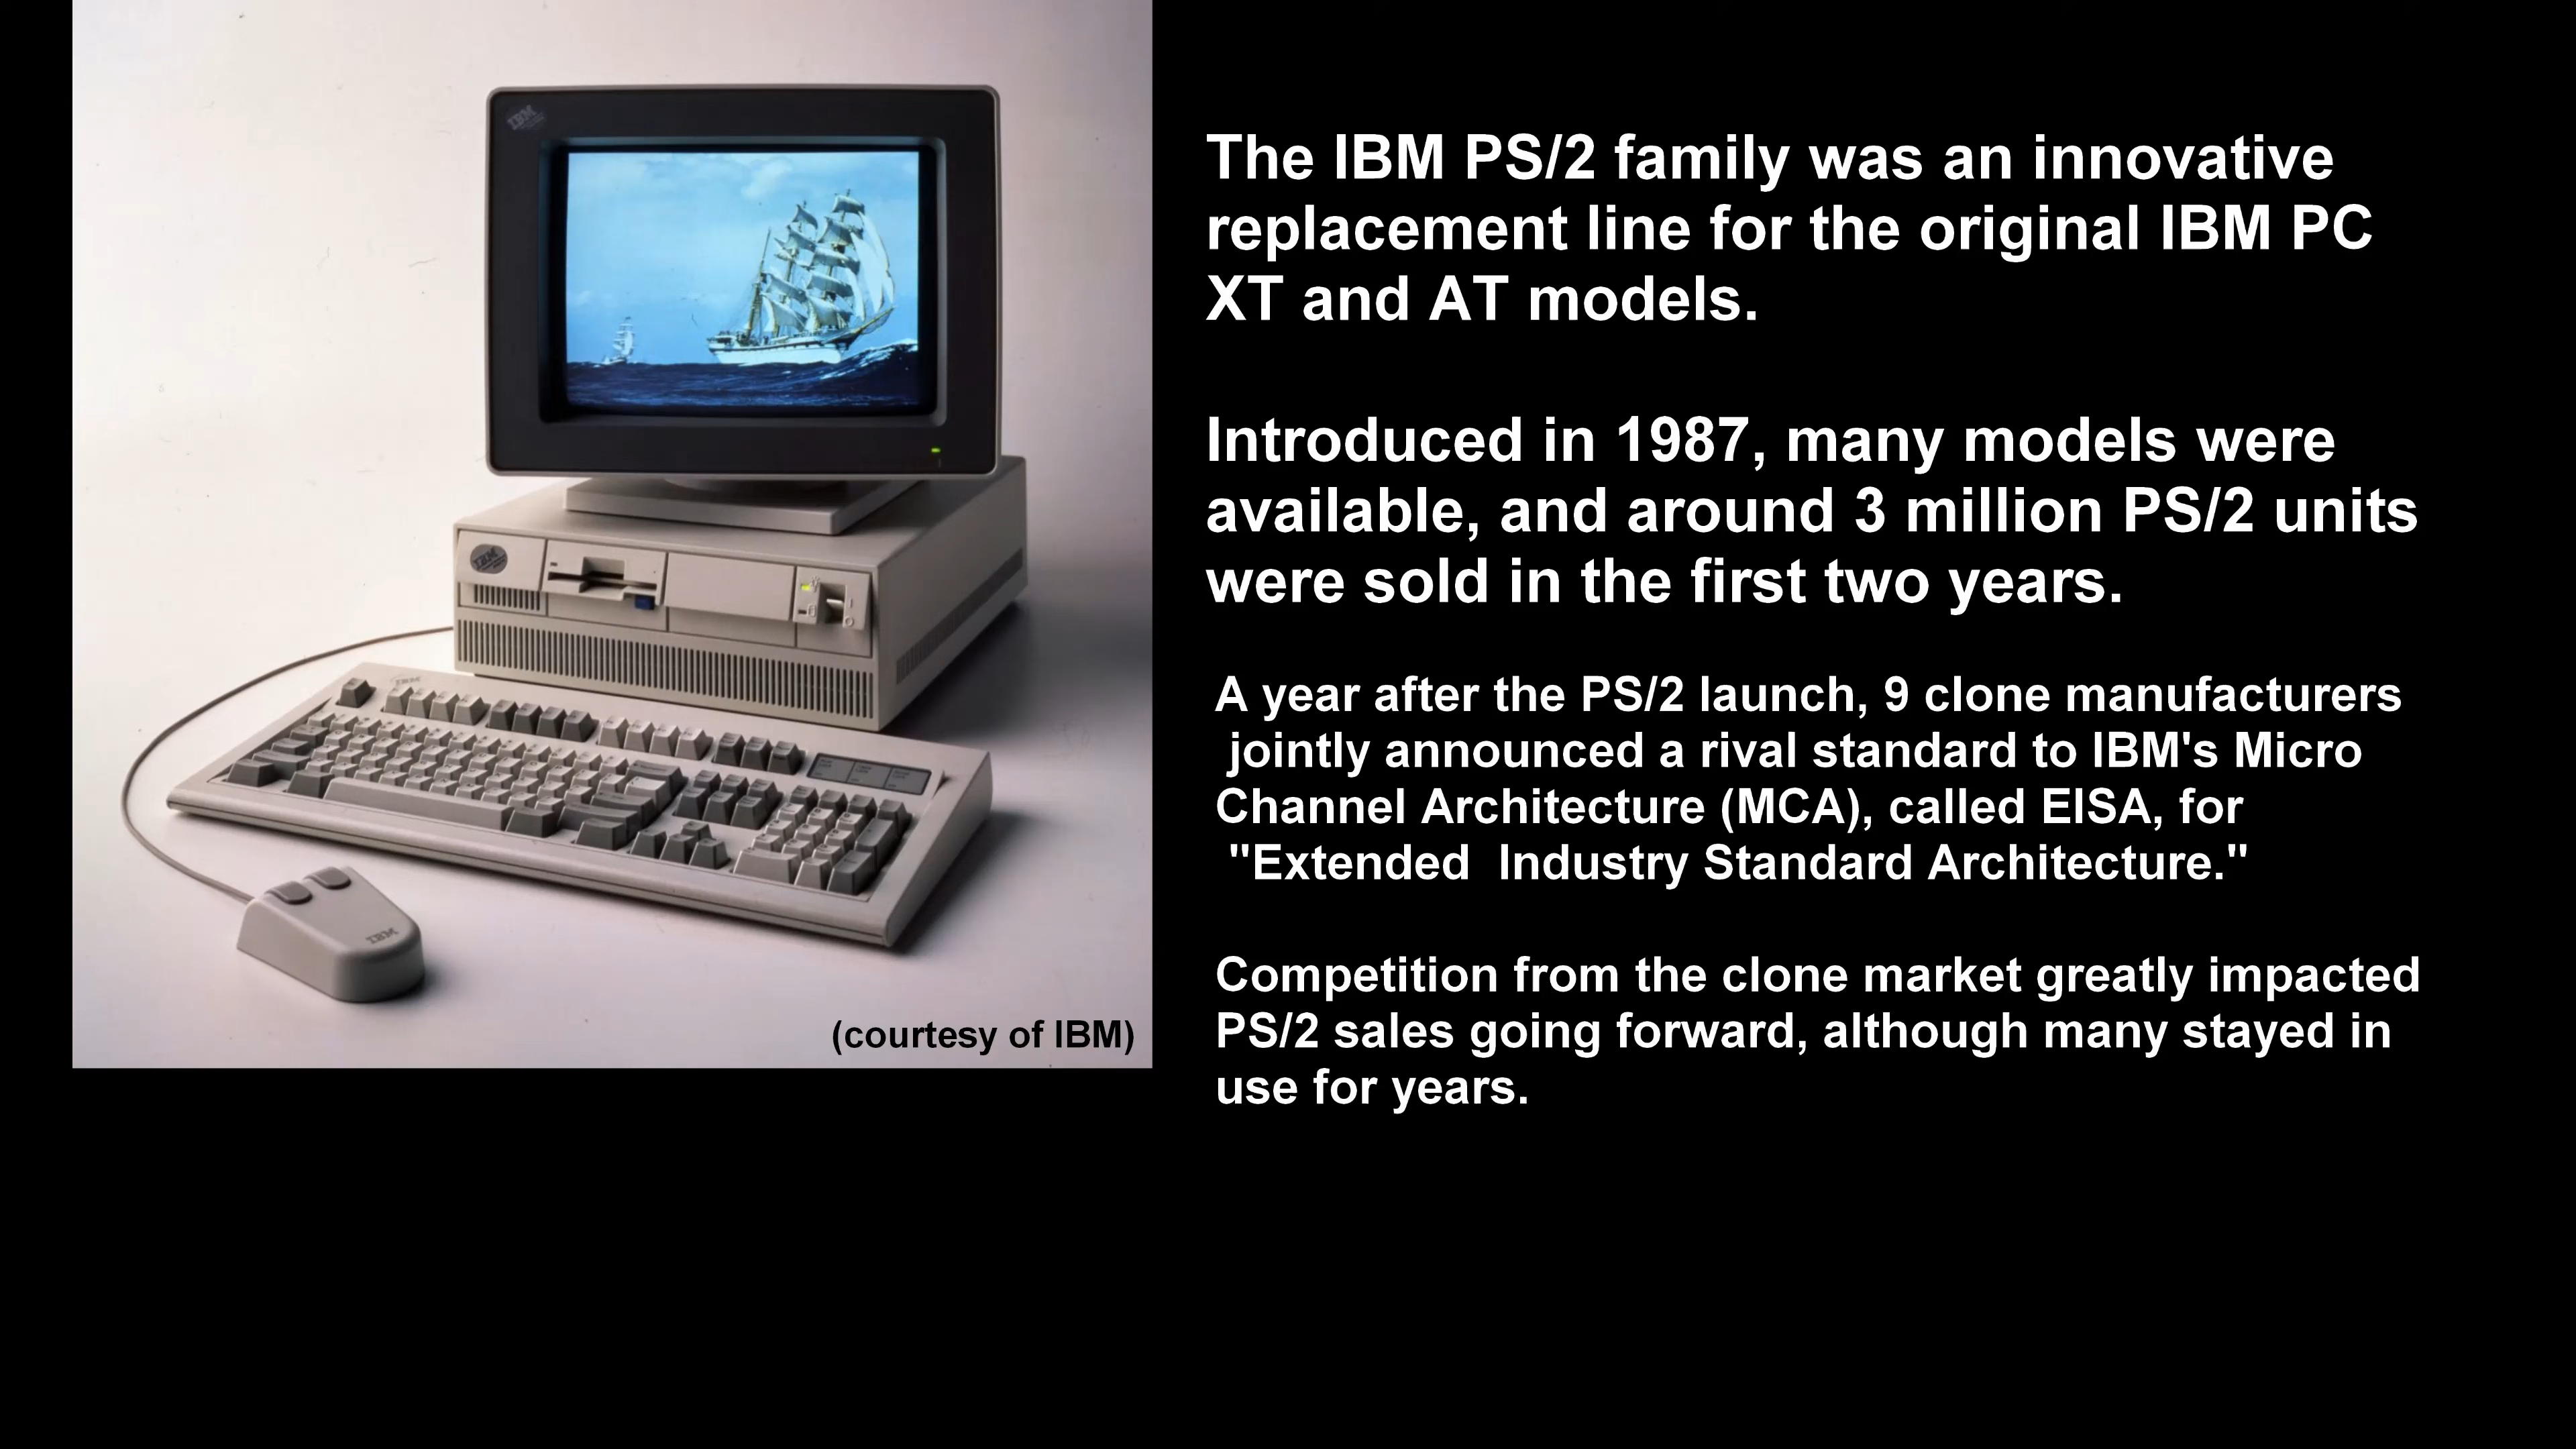 IBM
The IBM PS/2 family was an innovative
replacement line for the original IBM PC
XT and AT models.
Introduced in 1987, many models were
available, and around 3 million PS/2 units
were sold in the first two years.
IBM
IBM
A year after the PS/2 launch, 9 clone manufacturers
jointly announced a rival standard to IBM's Micro
Channel Architecture (MCA), called EISA, for
"Extended Industry Standard Architecture."
IBM
Competition from the clone market greatly impacted
PS/2 sales going forward, although many stayed in
use for years.
(courtesy of IBM)